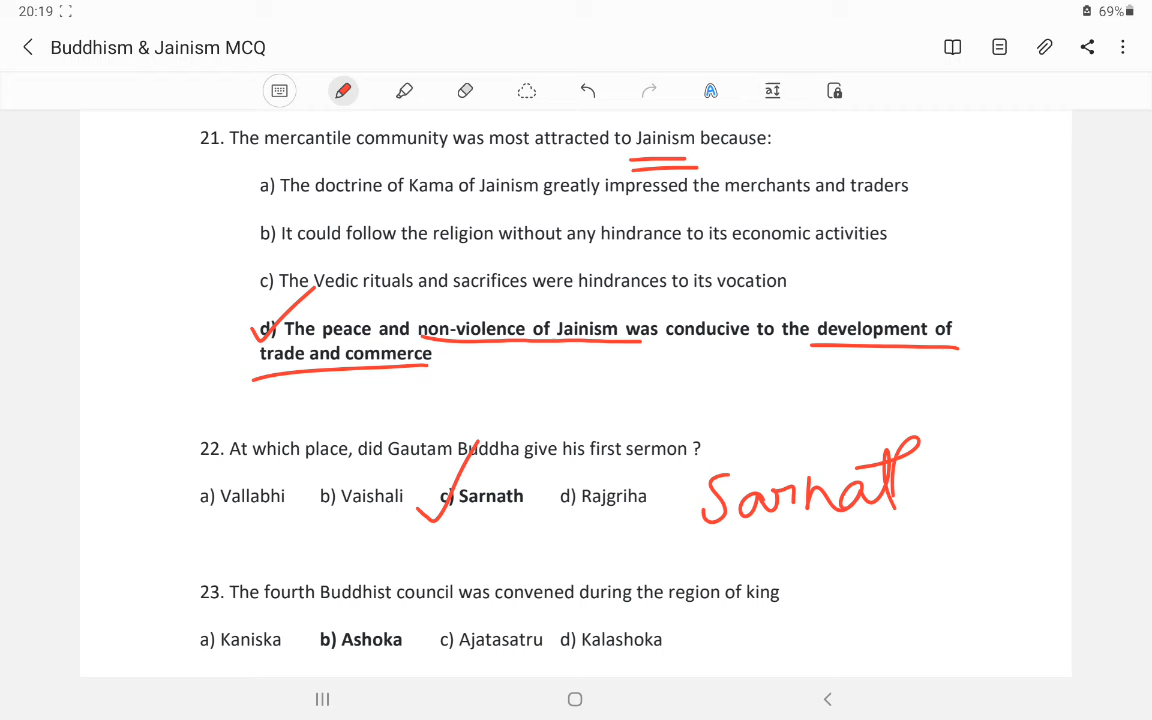 20:19
69%
Buddhism & Jainism MCQ
21. The mercantile community was most attracted to Jainism because:
a) The doctrine of Kama of Jainism greatly impressed the merchants and traders
b) It could follow the religion without any hindrance to its economic activities
c) The Vedic rituals and sacrifices were hindrances to its vocation
d) The peace and non-violence of Jainism was conducive to the development of
trade and commerce
22. At which place, did Gautam Buddha give his first sermon ?
a) Vallabhi b) Vaishali c) Sarnath d) Rajgriha
Sarnat
23. The fourth Buddhist council was convened during the region of king
a) Kaniska b) Ashoka c) Ajatasatru d) Kalashoka